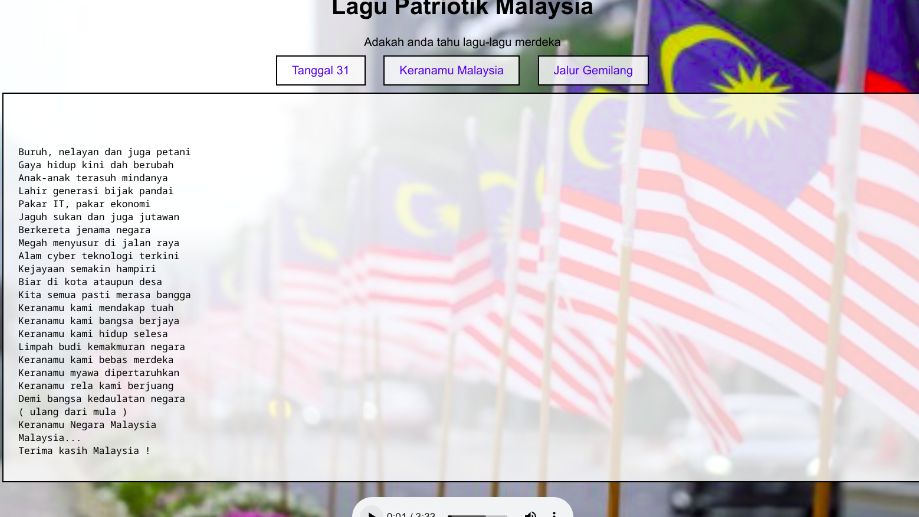 Lagu Patriotik Malaysia
Adakah anda tahu lagu-lagu merdeka
Tanggal 31
Keranamu Malaysia
Jalur Gemilang
Buruh, nelayan dan juga petani
Gaya hidup kini dah berubah
Anak-anak terasuh mindanya
Lahir generasi bijak pandai
Pakar IT, pakar ekonomi
Jaguh sukan dan juga jutawan
Berkereta jenama negara
Megah menyusur di jalan raya
Alam cyber teknologi terkini
Kejayaan semakin hampiri
Biar di kota ataupun desa
Kita semua pasti merasa bangga
Keranamu kami mendakap tuah
Keranamu kami bangsa berjaya
Keranamu kami hidup selesa
Limpah budi kemakmuran negara
Keranamu kami bebas merdeka
Keranamu myawa dipertaruhkan
Keranamu rela kami berjuang
Demi bangsa kedaulatan negara
( ulang dari mula )
Keranamu Negara Malaysia
Malaysia...
Terima kasih Malaysia !
0:01 / 3:33